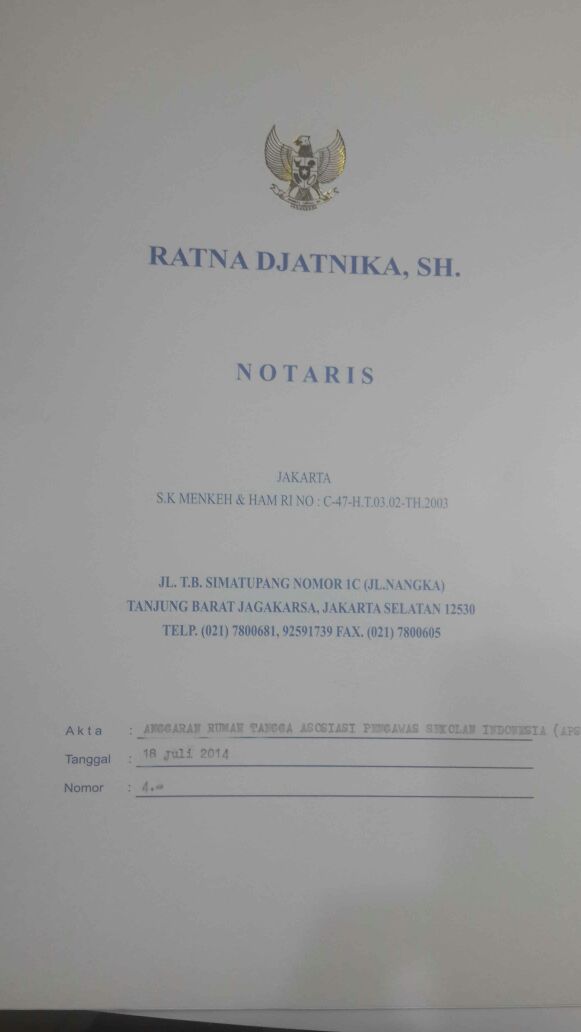 RATNA DJATNIKA, SH.
NOTARIS
JAKARTA
S.K MENKEH & HAM RI NO : C-47-H.T.03.02-TH.2003
JL. T.B. SIMATUPANG NOMOR 1C (JL.NANGKA)
TANJUNG BARAT JAGAKARSA, JAKARTA SELATAN 12530
TELP. (021) 7800681, 92591739 FAX. (021) 7800605
Akta : ANGGARAN RUMAH TANGGA ASOSIASI PENGAWAS SEKOLAH INDONESIA (APS
Tanggal : 18 Juli 2014
Nomor : 4.-